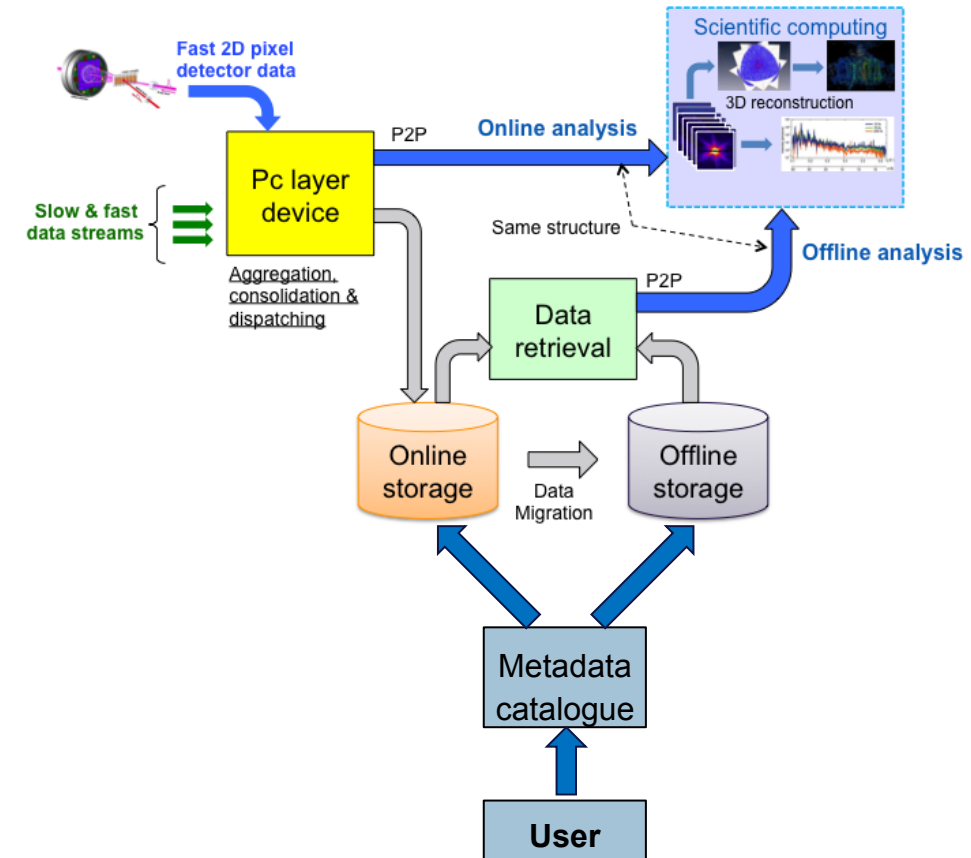 Scientific computing
Fast 2D pixel
detector data
3D reconstruction
P2P
Online analysis
Pc layer
device
Slow & fast
data streams
Same structure
Offline analysis
Aggregation,
consolidation &
dispatching
P2P
Data
retrieval
Online
storage
Offline
storage
Data
Migration
Metadata
catalogue
User